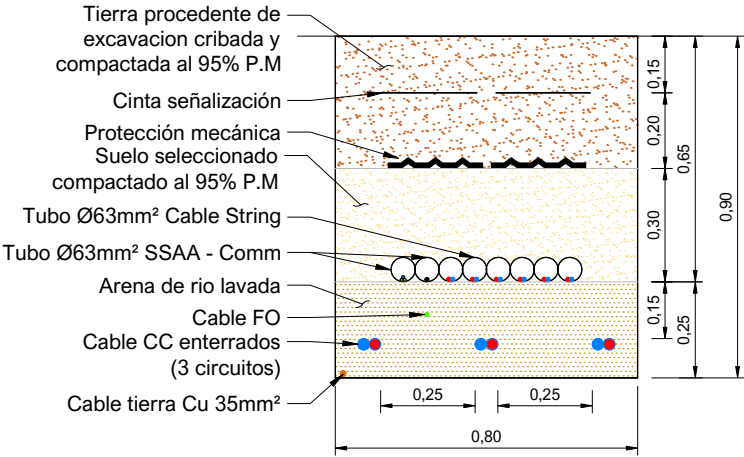 Tierra procedente de
excavacion cribada y
compactada al 95% P.M
Cinta señalización
Protección mecánica
Suelo seleccionado
compactado al 95% P.M
Tubo Ø63mm² Cable String
Tubo Ø63mm² SSAA - Comm
Arena de rio lavada
Cable FO
Cable CC enterrados
(3 circuitos)
Cable tierra Cu 35mm²
0,15
0,20
0,30
0,15
0,65
0,25
0,90
0,25
0,25
0,80